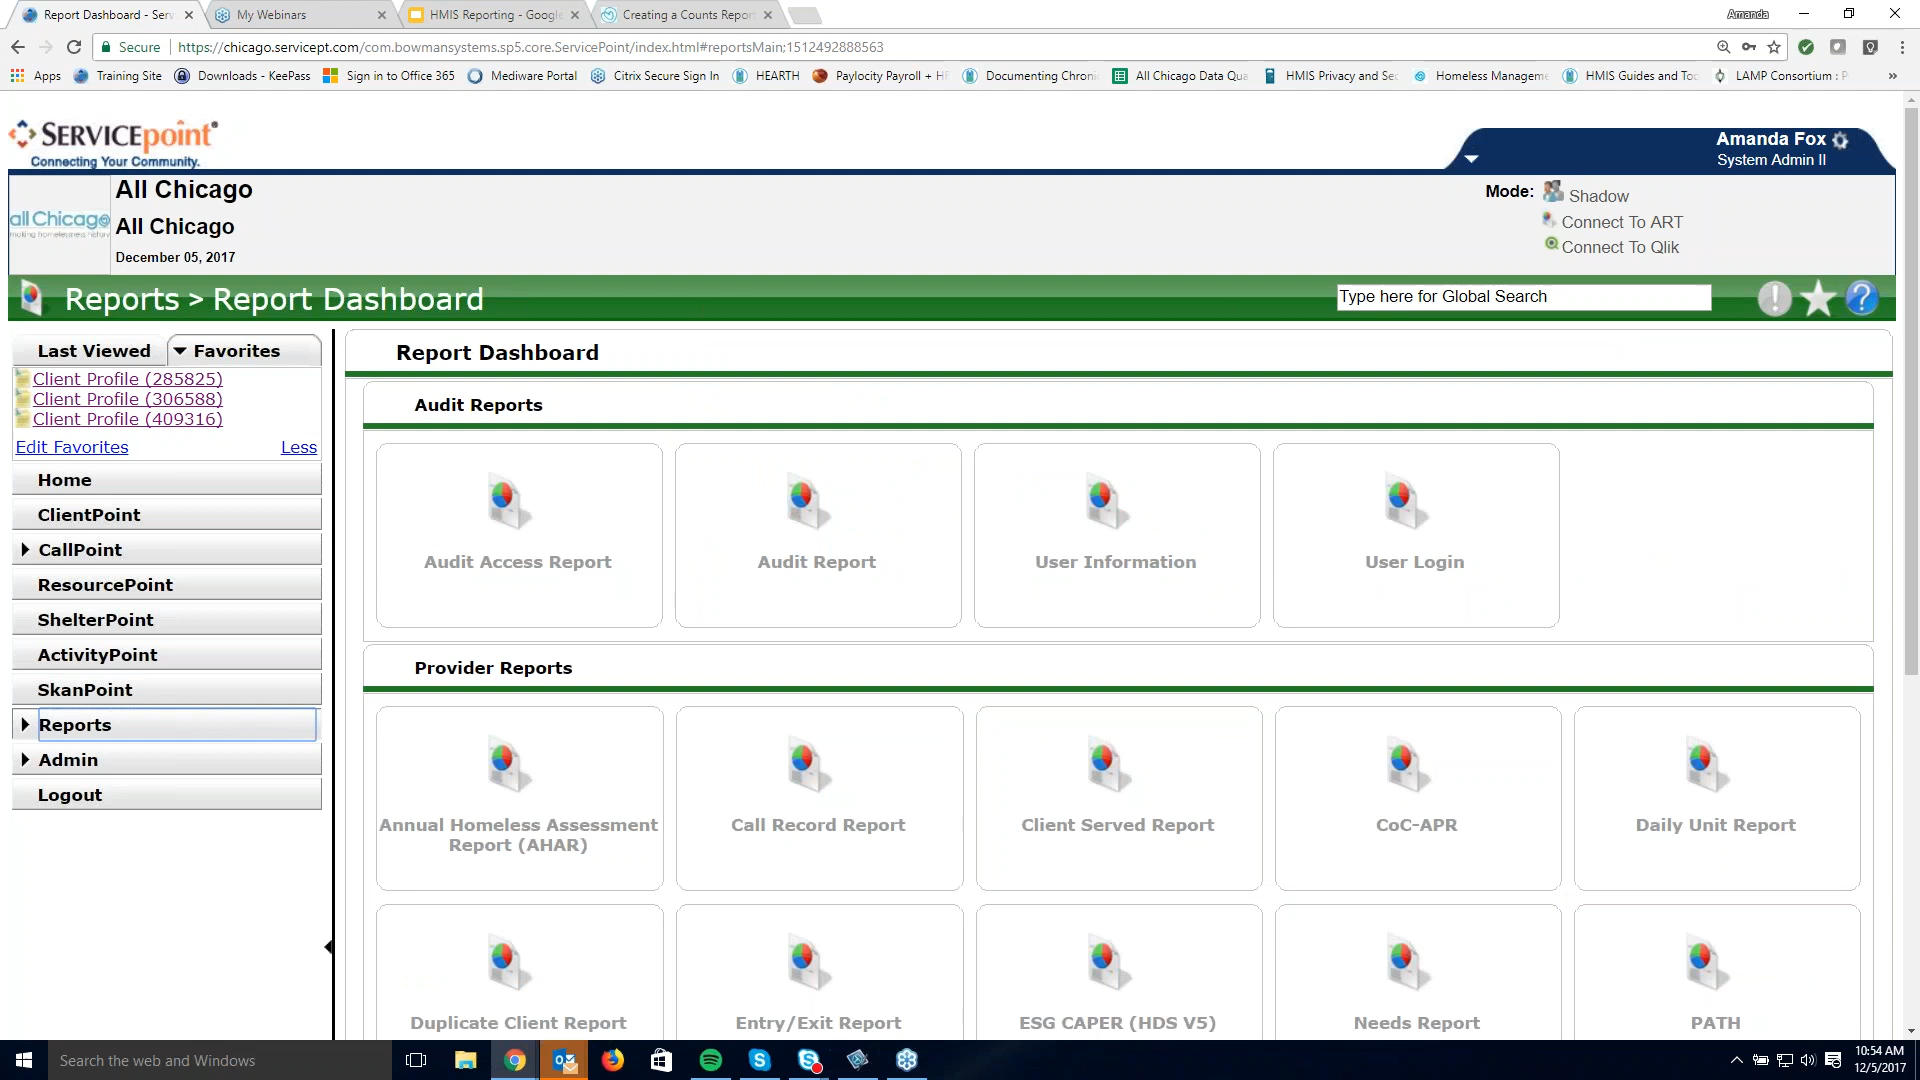 Report Dashboard - Serv
My Webinars
HMIS Reporting - Google
Creating a Counts Report
Amanda
Secure
https://chicago.servicept.com/com.bowmansystems.sp5.core.ServicePoint/index.html#reportsMain;1512492888563
Apps
Training Site
Downloads - KeePass
Sign in to Office 365
Mediware Portal
Citrix Secure Sign In
HEARTH
Paylocity Payroll + H
Documenting Chroni
All Chicago Data Qua
HMIS Privacy and Sec
Homeless Manageme
HMIS Guides and Too
LAMP Consortium : P
SERVICEpoint®
Connecting Your Community.
Amanda Fox
System Admin II
all Chicago
making homelessness history
All Chicago
All Chicago
December 05, 2017
Mode:
Shadow
Connect To ART
Connect To Qlik
Reports > Report Dashboard
Type here for Global Search
Last Viewed
Favorites
Client Profile (285825)
Client Profile (306588)
Client Profile (409316)
Edit Favorites
Less
Home
ClientPoint
CallPoint
ResourcePoint
ShelterPoint
ActivityPoint
SkanPoint
Reports
Admin
Logout
Report Dashboard
Audit Reports
Audit Access Report
Audit Report
User Information
User Login
Provider Reports
Annual Homeless Assessment
Report (AHAR)
Call Record Report
Client Served Report
CoC-APR
Daily Unit Report
Duplicate Client Report
Entry/Exit Report
ESG CAPER (HDS V5)
Needs Report
PATH
Search the web and Windows
10:54 AM
12/5/2017